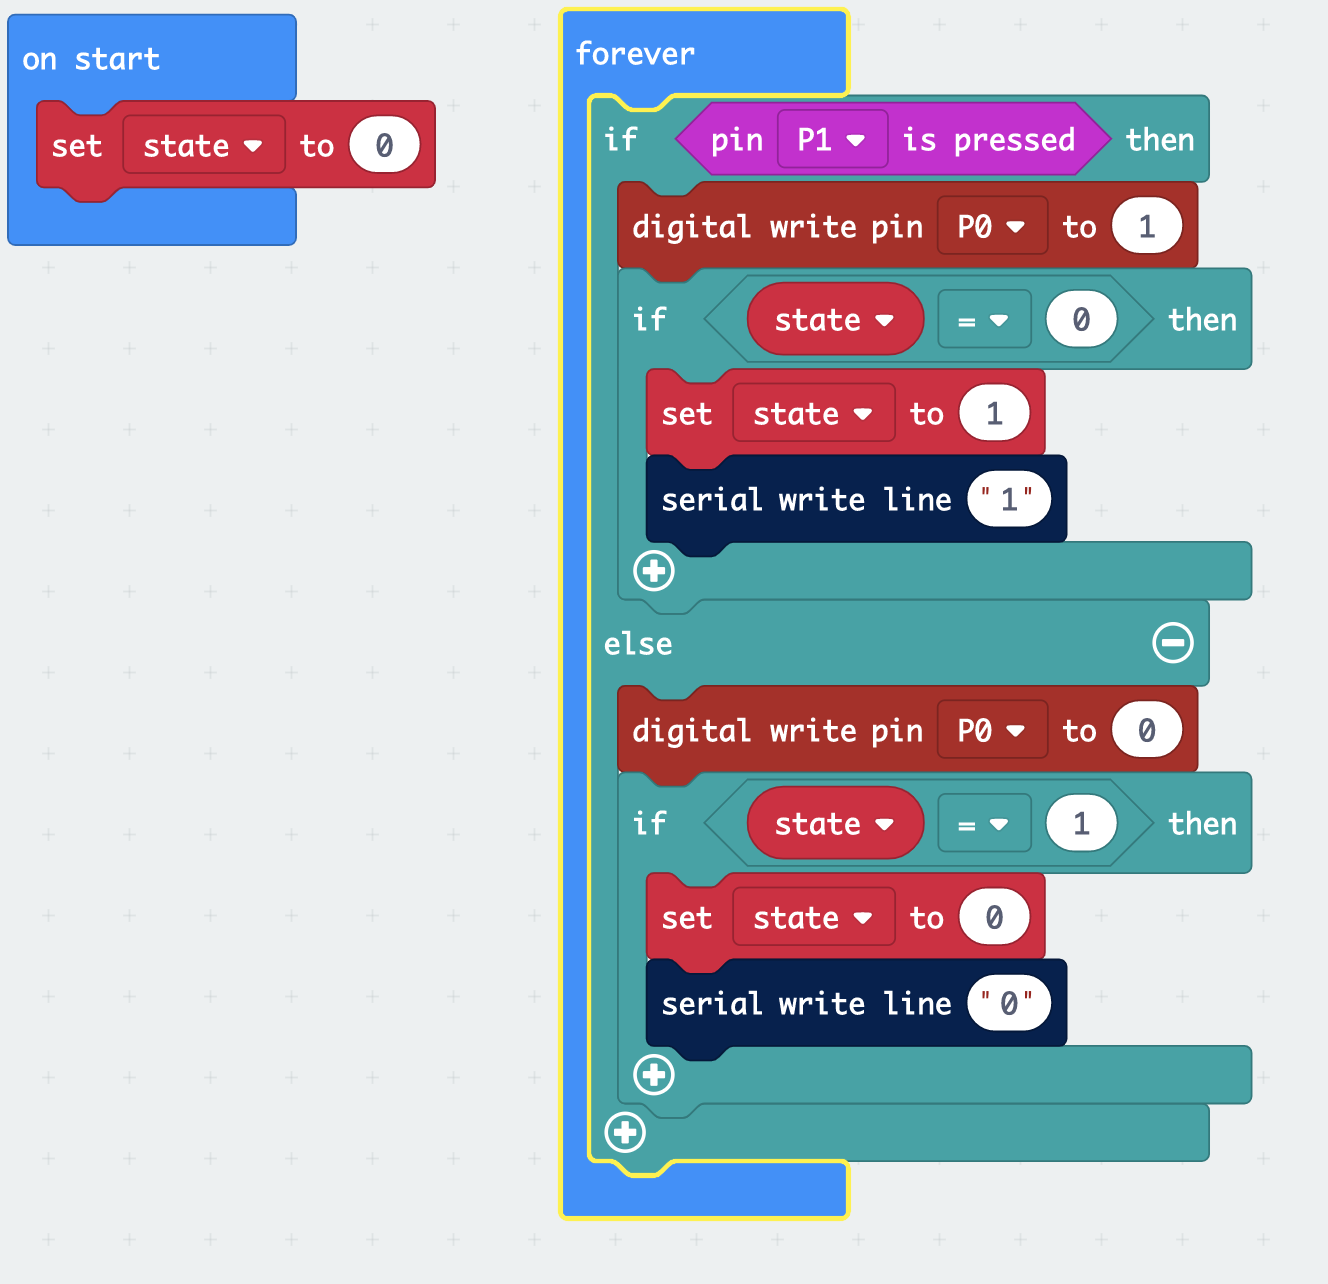 on start
set state to 0
forever
if pin P1 is pressed then
digital write pin P0 to 1
if state = 0 then
set state to 1
serial write line "1"
else
digital write pin P0 to 0
if state = 1 then
set state to 0
serial write line "0"